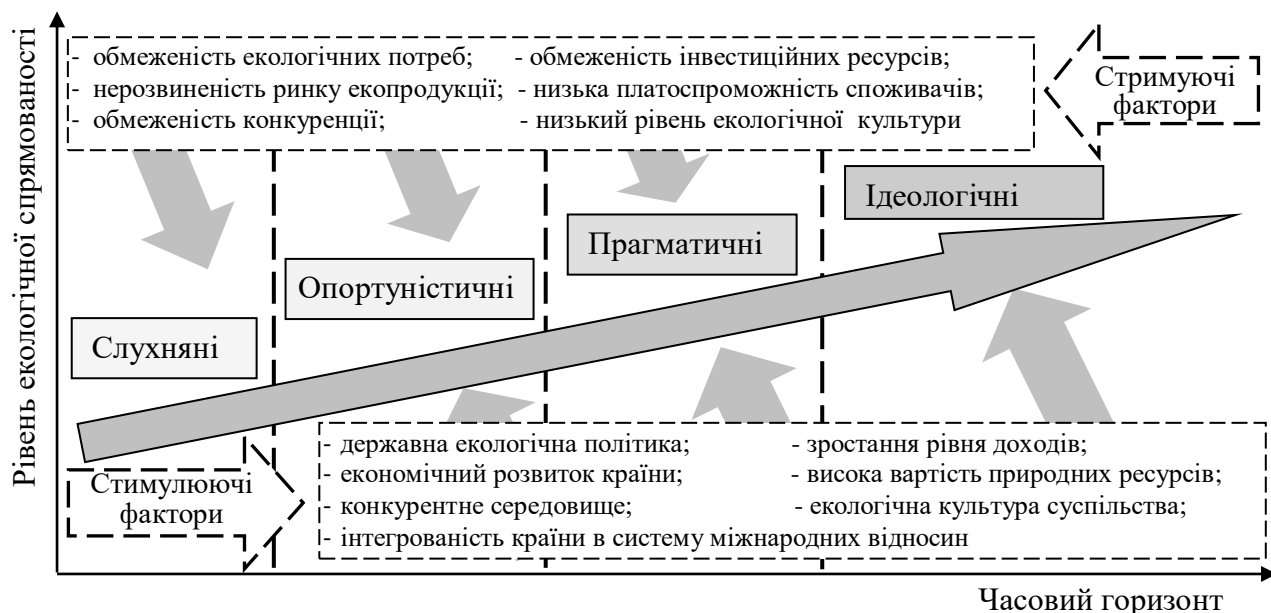 Рівень екологічної спрямованості
- обмеженість екологічних потреб; - обмеженість інвестиційних ресурсів;
- нерозвиненість ринку екопродукції; - низька платоспроможність споживачів;
- обмеженість конкуренції; - низький рівень екологічної культури
Стримуючі
фактори
Ідеологічні
Прагматичні
Опортуністичні
Слухняні
Стимулюючі
фактори
- державна екологічна політика; - зростання рівня доходів;
- економічний розвиток країни; - висока вартість природних ресурсів;
- конкурентне середовище; - екологічна культура суспільства;
- інтегрованість країни в систему міжнародних відносин
Часовий горизонт